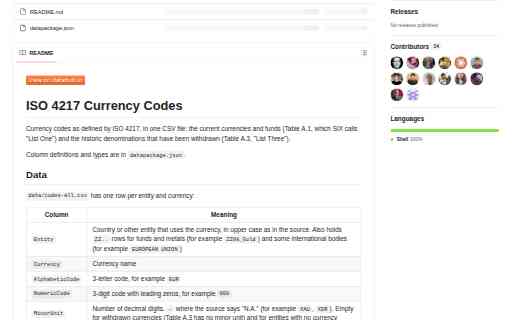 README.md
datapackage.json
README
ISO 4217 Currency Codes
Currency codes as defined by ISO 4217, in one CSV file: the current currencies and funds (Table A.1, which SIX calls
"List One") and the historic denominations that have been withdrawn (Table A.3, "List Three").
Column definitions and types are in datapackage.json.
Data
data/codes-all.csv has one row per entity and currency:
Column Meaning
Entity
Country or other entity that uses the currency, in upper case as in the source. Also holds
ZZ.. rows for funds and metals (for example ZZ08_Gold) and some international bodies
(for example EUROPEAN UNION)
Currency Currency name
AlphabeticCode 3-letter code, for example EUR
NumericCode 3-digit code with leading zeros, for example
MinorUnit
Number of decimal digits. - where the source says "N.A." (for example XAU, XDR). Empty
for withdrawn currencies (Table A.3 has no minor unit) and for entities with no currency
Releases
No releases published
Contributors 14
Languages
Shell 100%